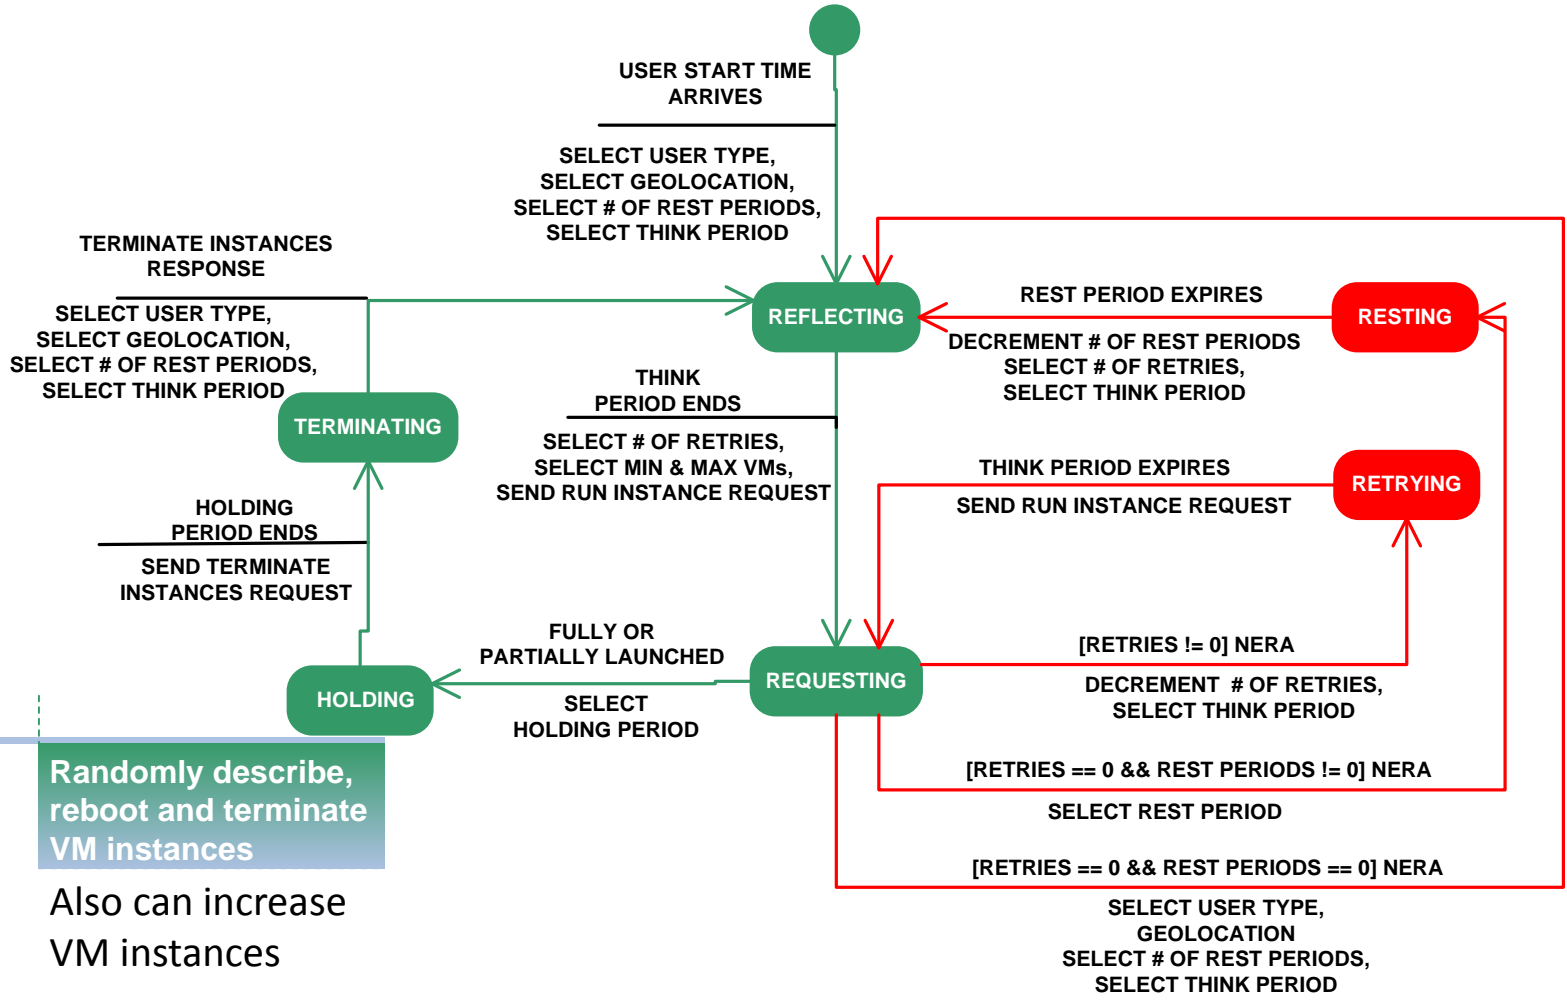 USER START TIME
ARRIVES
SELECT USER TYPE,
SELECT GEOLOCATION,
SELECT # OF REST PERIODS,
SELECT THINK PERIOD
TERMINATE INSTANCES
RESPONSE
SELECT USER TYPE,
SELECT GEOLOCATION,
SELECT # OF REST PERIODS,
SELECT THINK PERIOD
REFLECTING
REST PERIOD EXPIRES
DECREMENT # OF REST PERIODS
SELECT # OF RETRIES,
SELECT THINK PERIOD
RESTING
TERMINATING
THINK
PERIOD ENDS
SELECT # OF RETRIES,
SELECT MIN & MAX VMs,
SEND RUN INSTANCE REQUEST
THINK PERIOD EXPIRES
SEND RUN INSTANCE REQUEST
RETRYING
HOLDING
PERIOD ENDS
SEND TERMINATE
INSTANCES REQUEST
FULLY OR
PARTIALLY LAUNCHED
SELECT
HOLDING PERIOD
HOLDING
REQUESTING
[RETRIES != 0] NERA
DECREMENT # OF RETRIES,
SELECT THINK PERIOD
[RETRIES == 0 && REST PERIODS != 0] NERA
SELECT REST PERIOD
[RETRIES == 0 && REST PERIODS == 0] NERA
SELECT USER TYPE,
GEOLOCATION
SELECT # OF REST PERIODS,
SELECT THINK PERIOD
Randomly describe,
reboot and terminate
VM instances
Also can increase
VM instances